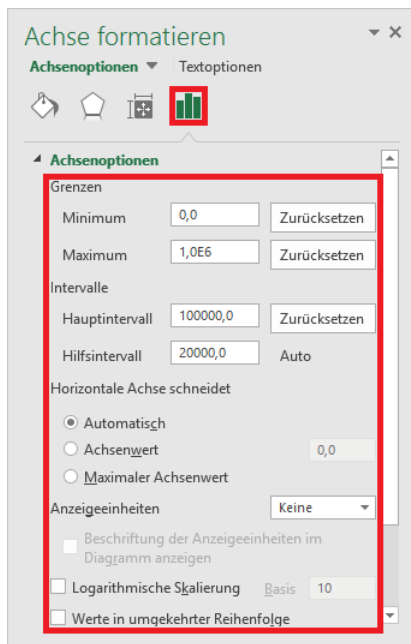 Achse formatieren
Achsenoptionen Textoptionen
Achsenoptionen
Grenzen
Minimum 0,0 Zurücksetzen
Maximum 1,0E6 Zurücksetzen
Intervalle
Hauptintervall 100000,0 Zurücksetzen
Hilfsintervall 20000,0 Auto
Horizontale Achse schneidet
Automatisch
Achsenwert 0,0
Maximaler Achsenwert
Anzeigeeinheiten Keine
Beschriftung der Anzeigeeinheiten im
Diagramm anzeigen
Logarithmische Skalierung Basis 10
Werte in umgekehrter Reihenfolge